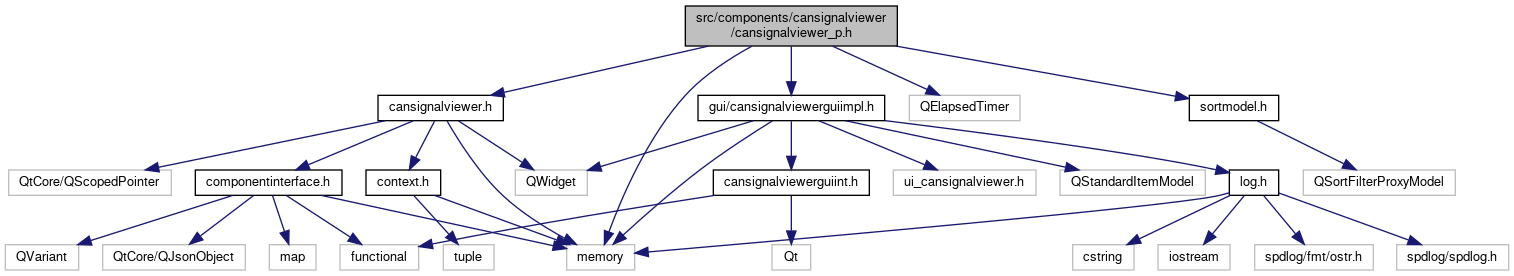 src/components/cansignalviewer
/cansignalviewer_p.h
cansignalviewer.h
gui/cansignalviewerguiimpl.h
QElapsedTimer
sortmodel.h
QtCore/QScopedPointer
componentinterface.h
context.h
QWidget
cansignalviewerguiint.h
ui_cansignalviewer.h
QStandardItemModel
log.h
QSortFilterProxyModel
QVariant
QtCore/QJsonObject
map
functional
tuple
memory
Qt
cstring
iostream
spdlog/fmt/ostr.h
spdlog/spdlog.h